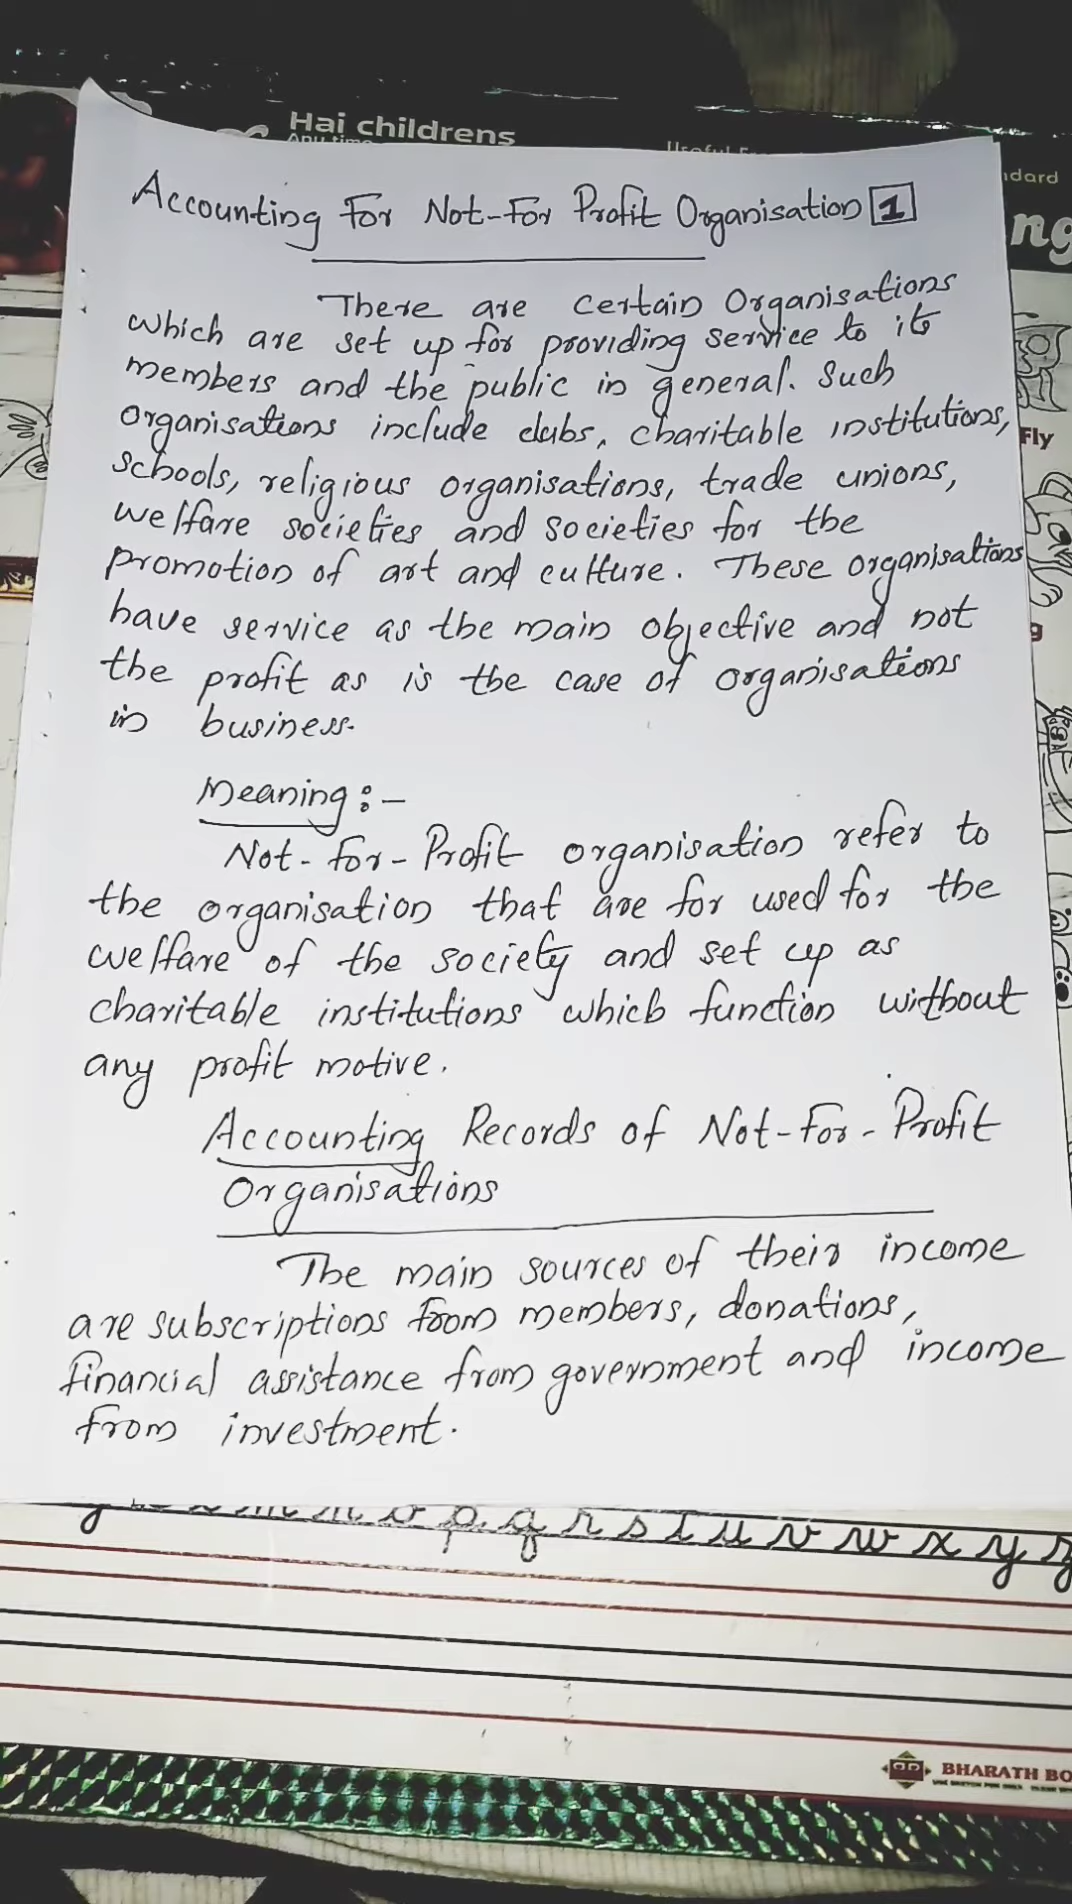 Hai childrens
Any time
dard
ng
Accounting For Not-For Profit Organisation 1
There are certain Organisations
which are set up for providing service to its
members and the public in general. Such
organisations include clubs, charitable institutions,
schools, religious organisations, trade unions,
welfare societies and societies for the
promotion of art and culture. These organisations
have service as the main objective and not
the profit as is the case of organisations
in business.
Fly
g
Meaning :-
Not-for-Profit organisation refer to
the organisation that are for used for the
welfare of the society and set up as
charitable institutions which function without
any profit motive.
Accounting Records of Not-For-Profit
Organisations
The main sources of their income
are subscriptions from members, donations,
financial assistance from government and income
from investment.
o p q r s t u v w x y z
BHARATH BO